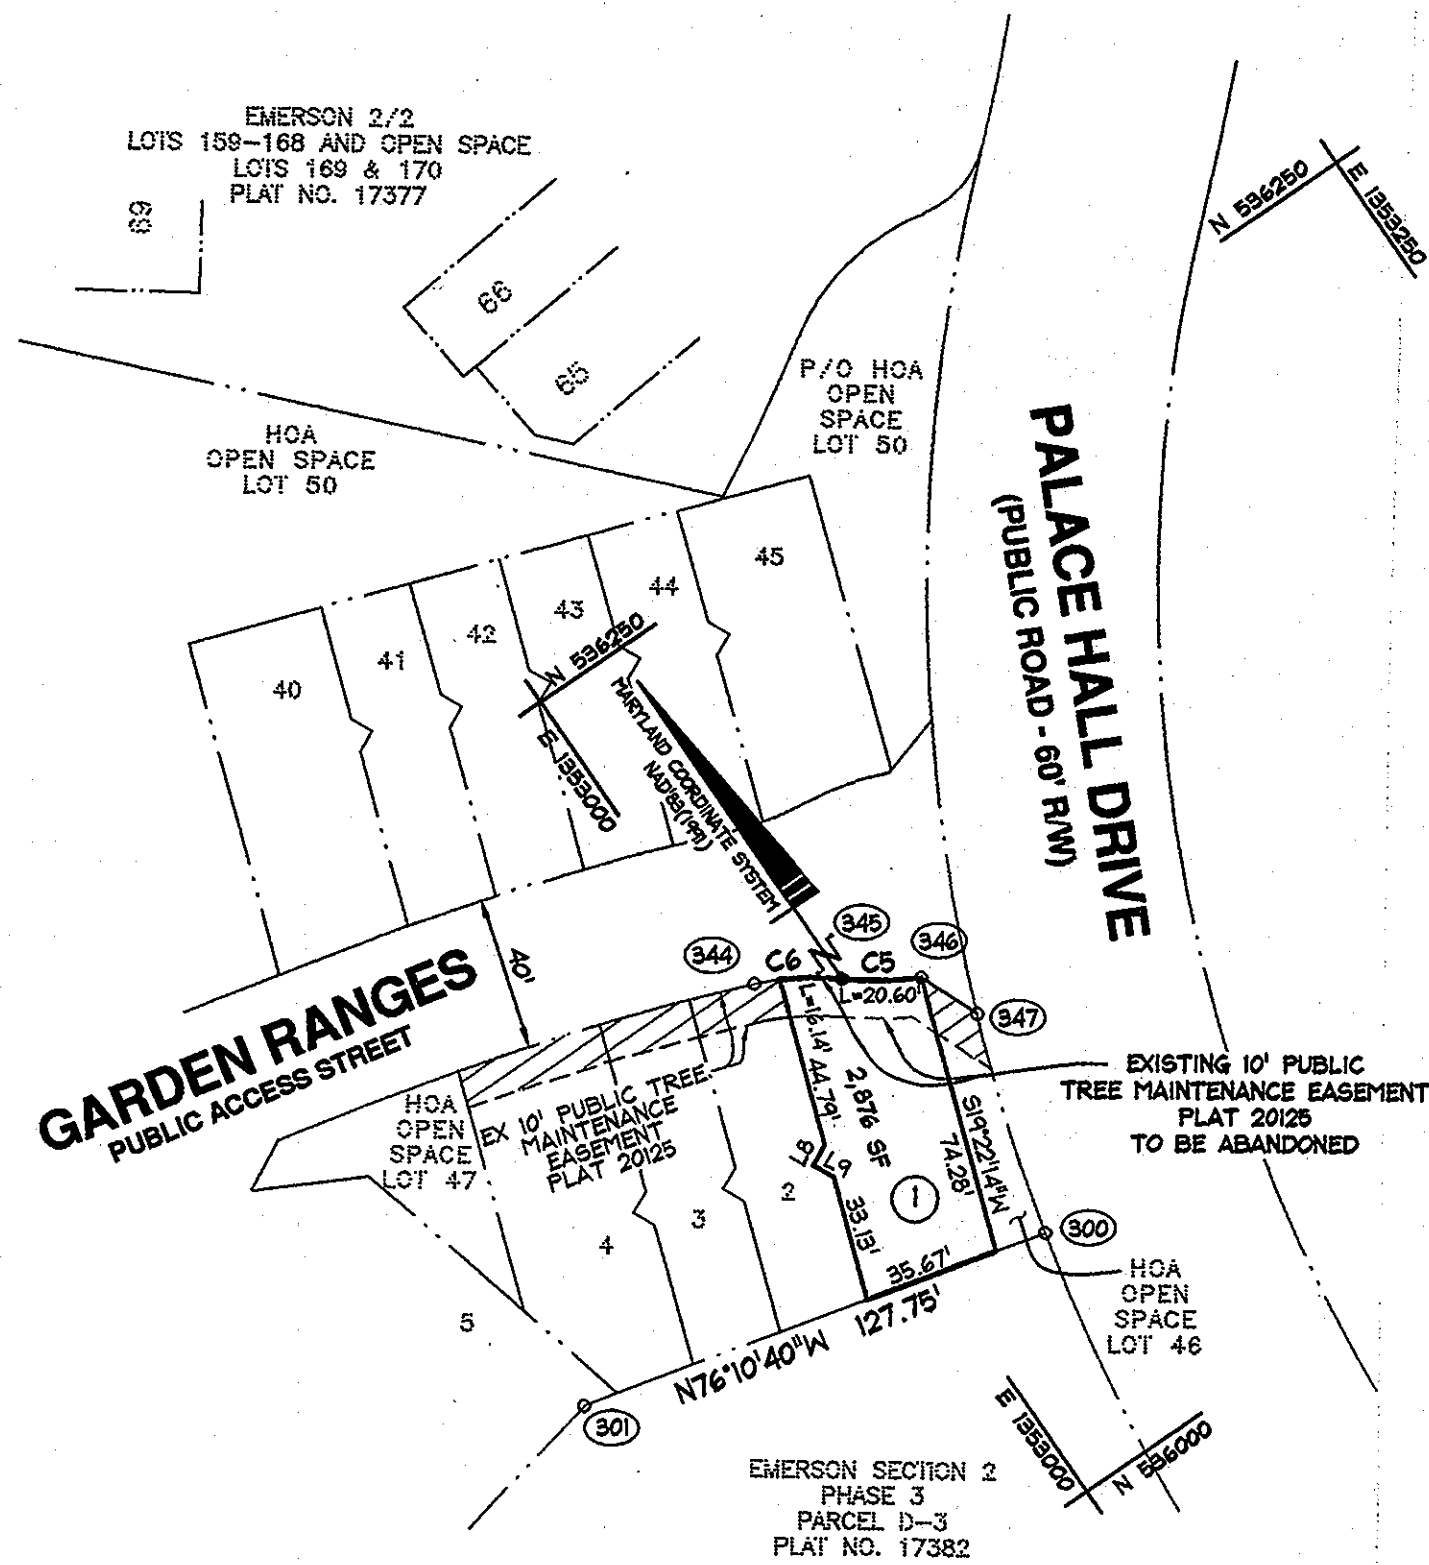 EMERSON 2/2
LOTS 159-168 AND OPEN SPACE
LOTS 169 & 170
PLAT NO. 17377
69
66
65
N 536250
E 1353250
HOA
OPEN SPACE
LOT 50
P/O HOA
OPEN
SPACE
LOT 50
PALACE HALL DRIVE
(PUBLIC ROAD - 60' R/W)
40
41
42
43
44
45
N 536250
E 1353000
MARYLAND COORDINATE SYSTEM
NAD'83(1991)
40'
GARDEN RANGES
PUBLIC ACCESS STREET
344
C6
345
C5
346
347
L=20.60'
L=16.14'
44.79'
2,876 SF
L8
L9
33.13'
1
S19°22'14"W
74.28'
35.67'
127.75'
N76°10'40"W
300
301
EXISTING 10' PUBLIC
TREE MAINTENANCE EASEMENT
PLAT 20125
TO BE ABANDONED
EX 10' PUBLIC TREE
MAINTENANCE
EASEMENT
PLAT 20125
HOA
OPEN
SPACE
LOT 47
2
3
4
5
HOA
OPEN
SPACE
LOT 46
E 1353000
N 536000
EMERSON SECTION 2
PHASE 3
PARCEL D-3
PLAT NO. 17382